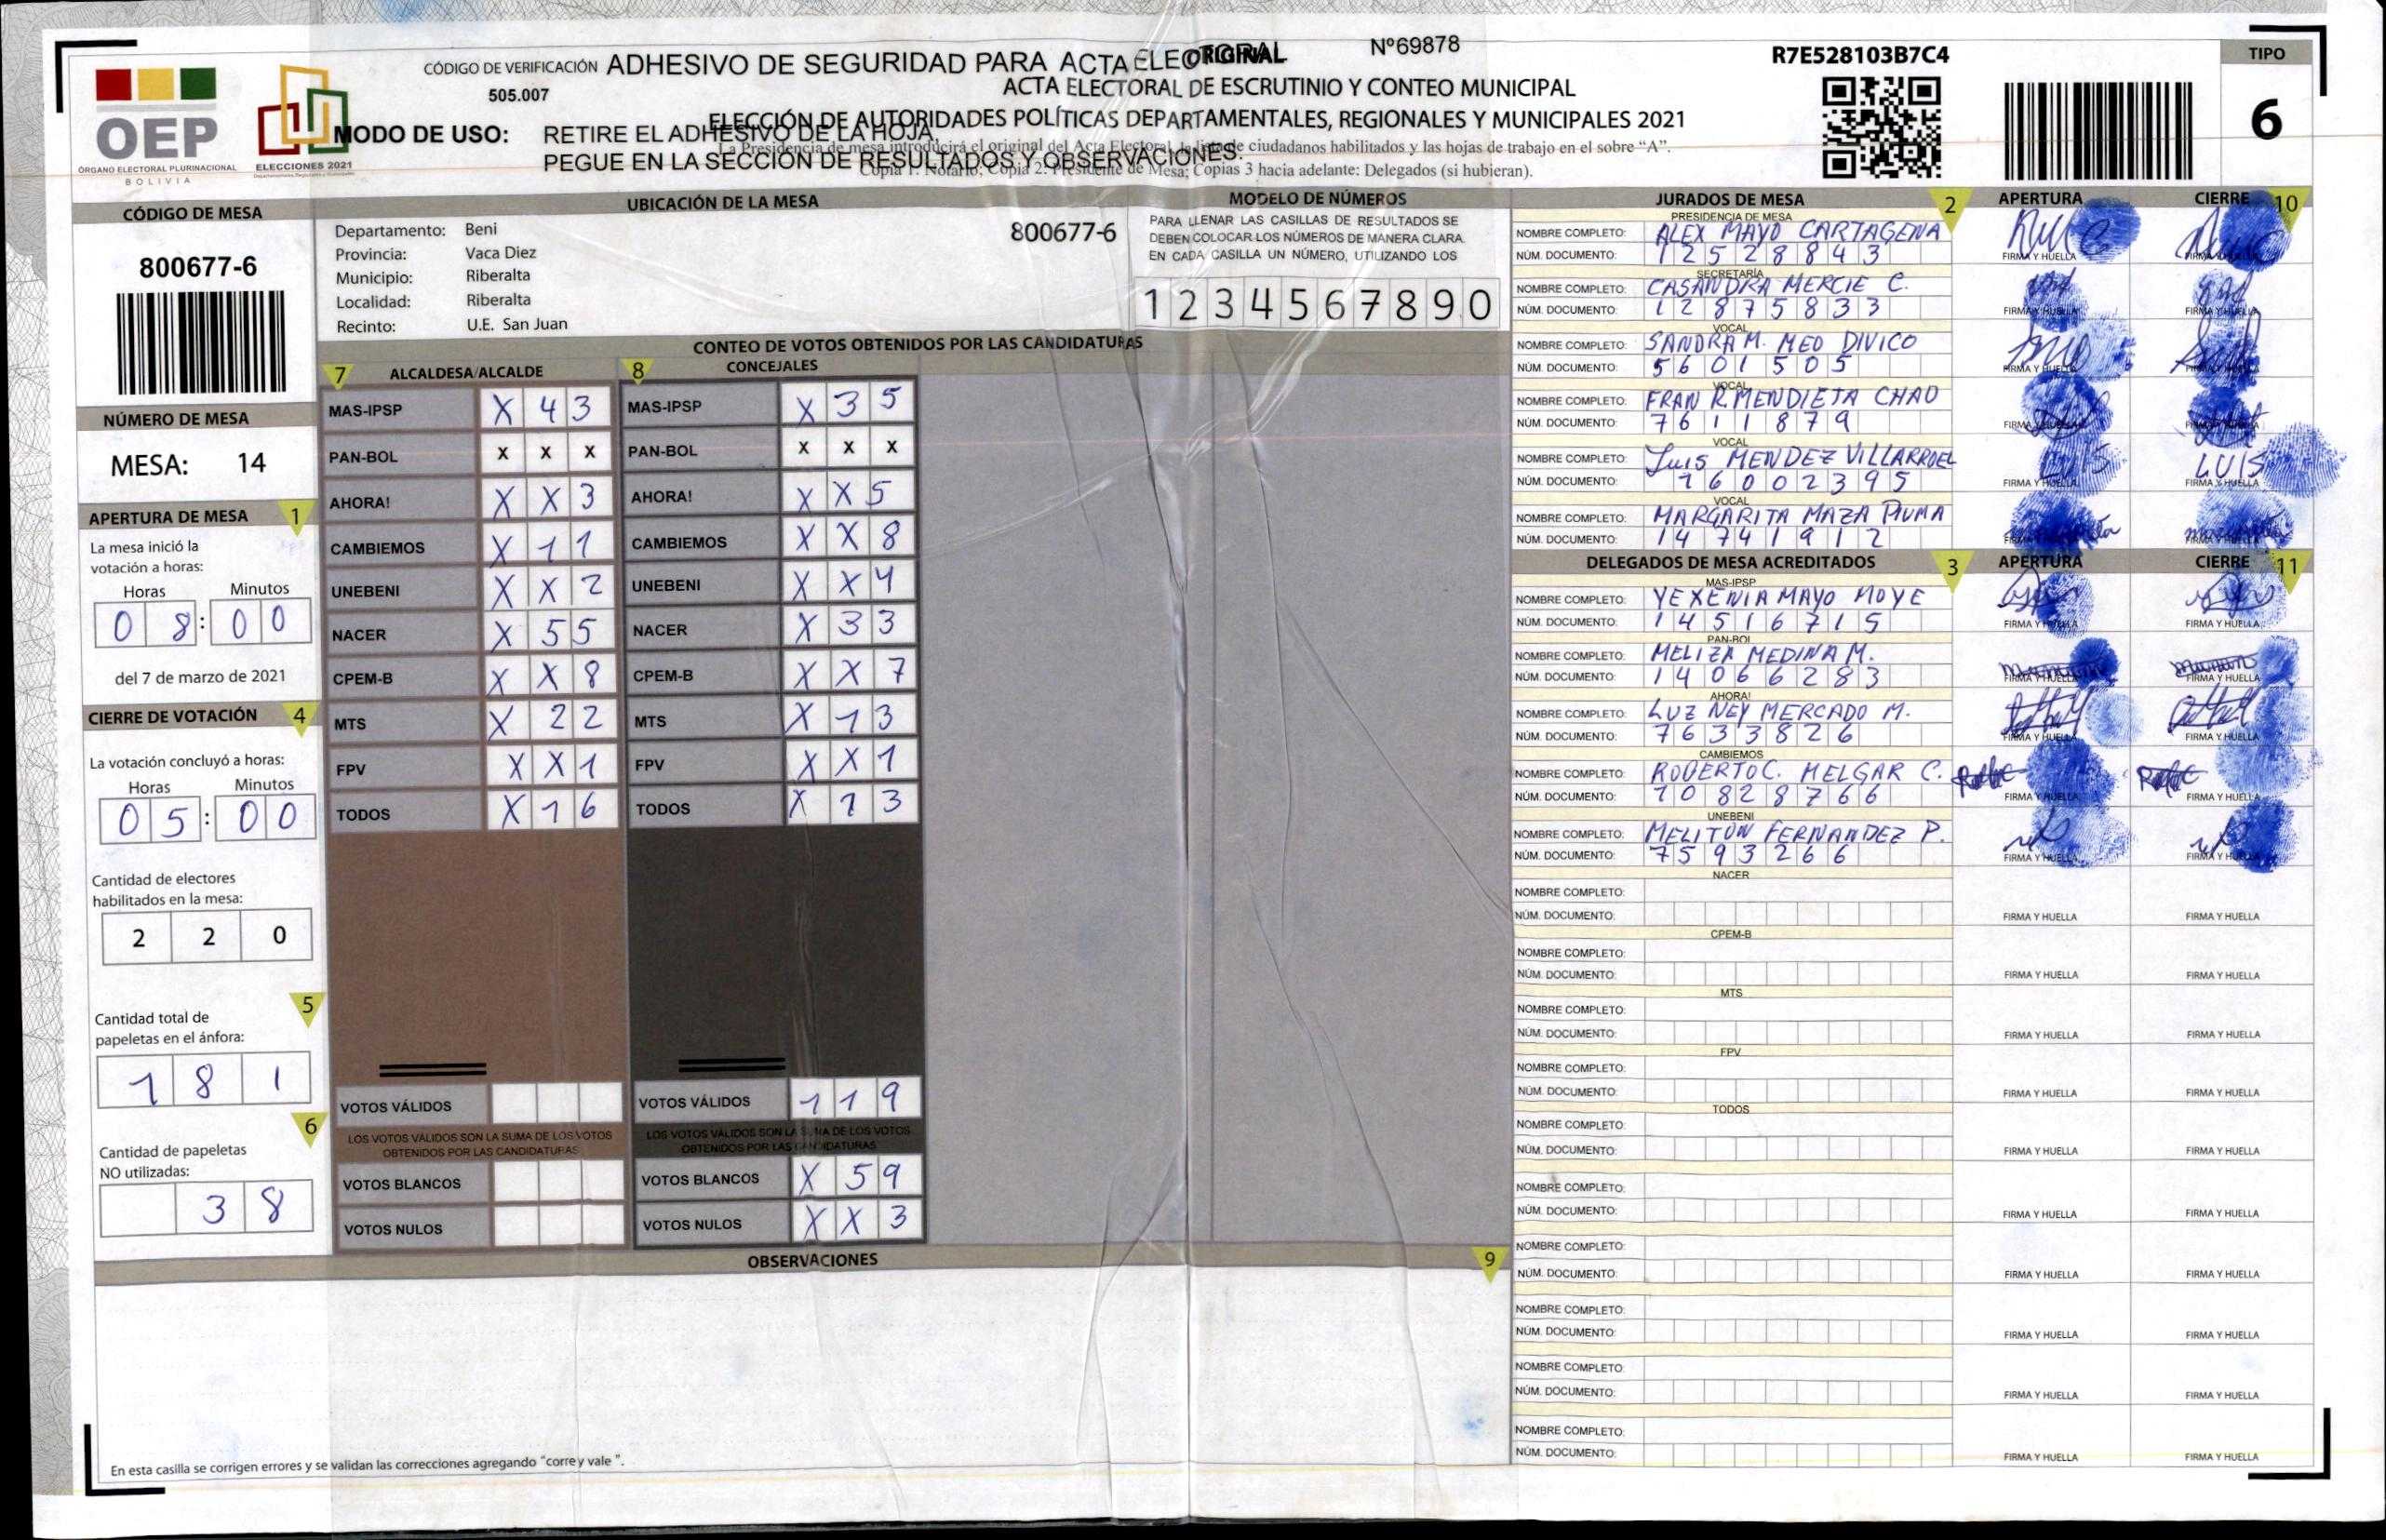 CÓDIGO DE VERIFICACIÓN
505.007
ADHESIVO DE SEGURIDAD PARA ACTA ELECTORAL
ORIGINAL
Nº69878
R7E528103B7C4
TIPO
6
ACTA ELECTORAL DE ESCRUTINIO Y CONTEO MUNICIPAL
ELECCIÓN DE AUTORIDADES POLÍTICAS DEPARTAMENTALES, REGIONALES Y MUNICIPALES 2021
MODO DE USO: RETIRE EL ADHESIVO DE LA HOJA,
PEGUE EN LA SECCIÓN DE RESULTADOS Y OBSERVACIONES.
La Presidencia de mesa introducirá el original del Acta Electoral, la lista de ciudadanos habilitados y las hojas de trabajo en el sobre “A”.
Copia 1: Notario; Copia 2: Presidente de Mesa; Copias 3 hacia adelante: Delegados (si hubieran).
OEP
ÓRGANO ELECTORAL PLURINACIONAL
BOLIVIA
ELECCIONES 2021
CÓDIGO DE MESA
800677-6
NÚMERO DE MESA
MESA: 14
APERTURA DE MESA 1
La mesa inició la
votación a horas:
Horas Minutos
0 8 : 0 0
del 7 de marzo de 2021
CIERRE DE VOTACIÓN 4
La votación concluyó a horas:
Horas Minutos
0 5 : 0 0
Cantidad de electores
habilitados en la mesa:
2 2 0
5
Cantidad total de
papeletas en el ánfora:
1 8 1
6
Cantidad de papeletas
NO utilizadas:
3 8
UBICACIÓN DE LA MESA
Departamento: Beni
Provincia: Vaca Diez
Municipio: Riberalta
Localidad: Riberalta
Recinto: U.E. San Juan
800677-6
MODELO DE NÚMEROS
PARA LLENAR LAS CASILLAS DE RESULTADOS SE
DEBEN COLOCAR LOS NÚMEROS DE MANERA CLARA.
EN CADA CASILLA UN NÚMERO, UTILIZANDO LOS
1 2 3 4 5 6 7 8 9 0
CONTEO DE VOTOS OBTENIDOS POR LAS CANDIDATURAS
7 ALCALDESA/ALCALDE
MAS-IPSP X 4 3
PAN-BOL X X X
AHORA! X X 3
CAMBIEMOS X 1 1
UNEBENI X X 2
NACER X 5 5
CPEM-B X X 8
MTS X 2 2
FPV X X 1
TODOS X 1 6
VOTOS VÁLIDOS
LOS VOTOS VÁLIDOS SON LA SUMA DE LOS VOTOS
OBTENIDOS POR LAS CANDIDATURAS
VOTOS BLANCOS
VOTOS NULOS
8 CONCEJALES
MAS-IPSP X 3 5
PAN-BOL X X X
AHORA! X X 5
CAMBIEMOS X X 8
UNEBENI X X 4
NACER X 3 3
CPEM-B X X 7
MTS X 1 3
FPV X X 1
TODOS X 1 3
VOTOS VÁLIDOS 1 1 9
LOS VOTOS VÁLIDOS SON LA SUMA DE LOS VOTOS
OBTENIDOS POR LAS CANDIDATURAS
VOTOS BLANCOS X 5 9
VOTOS NULOS X X 3
OBSERVACIONES 9
En esta casilla se corrigen errores y se validan las correcciones agregando “corre y vale ”.
JURADOS DE MESA 2 APERTURA CIERRE 10
PRESIDENCIA DE MESA
NOMBRE COMPLETO: ALEX MAYO CARTAGENA
NÚM. DOCUMENTO: 12528843 FIRMA Y HUELLA
SECRETARÍA
NOMBRE COMPLETO: CASANDRA MERCIE C.
NÚM. DOCUMENTO: 12875833 FIRMA Y HUELLA FIRMA Y HUELLA
VOCAL
NOMBRE COMPLETO: SANDRA M. MEO DIVICO
NÚM. DOCUMENTO: 5601505 FIRMA Y HUELLA FIRMA Y HUELLA
VOCAL
NOMBRE COMPLETO: FRAN R. MENDIETA CHAO
NÚM. DOCUMENTO: 7611879 FIRMA Y HUELLA FIRMA Y HUELLA
VOCAL
NOMBRE COMPLETO: Luis MENDEZ VILLARROEL LUIS LUIS
NÚM. DOCUMENTO: 76002395 FIRMA Y HUELLA FIRMA Y HUELLA
VOCAL
NOMBRE COMPLETO: MARGARITA MAZA PIUMA
NÚM. DOCUMENTO: 14741912 FIRMA Y HUELLA
DELEGADOS DE MESA ACREDITADOS 3 APERTURA CIERRE 11
MAS-IPSP
NOMBRE COMPLETO: YEXENIA MAYO MOYE
NÚM. DOCUMENTO: 14516715 FIRMA Y HUELLA FIRMA Y HUELLA
PAN-BOL
NOMBRE COMPLETO: MELIZA MEDINA M.
NÚM. DOCUMENTO: 14066283 FIRMA Y HUELLA FIRMA Y HUELLA
AHORA!
NOMBRE COMPLETO: LUZ NEY MERCADO M.
NÚM. DOCUMENTO: 7633826 FIRMA Y HUELLA FIRMA Y HUELLA
CAMBIEMOS
NOMBRE COMPLETO: ROBERTO C. MELGAR C.
NÚM. DOCUMENTO: 10828766 FIRMA Y HUELLA FIRMA Y HUELLA
UNEBENI
NOMBRE COMPLETO: MELITON FERNANDEZ P.
NÚM. DOCUMENTO: 7593266 FIRMA Y HUELLA FIRMA Y HUELLA
NACER
NOMBRE COMPLETO:
NÚM. DOCUMENTO: FIRMA Y HUELLA FIRMA Y HUELLA
CPEM-B
NOMBRE COMPLETO:
NÚM. DOCUMENTO: FIRMA Y HUELLA FIRMA Y HUELLA
MTS
NOMBRE COMPLETO:
NÚM. DOCUMENTO: FIRMA Y HUELLA FIRMA Y HUELLA
FPV
NOMBRE COMPLETO:
NÚM. DOCUMENTO: FIRMA Y HUELLA FIRMA Y HUELLA
TODOS
NOMBRE COMPLETO:
NÚM. DOCUMENTO: FIRMA Y HUELLA FIRMA Y HUELLA
NOMBRE COMPLETO:
NÚM. DOCUMENTO: FIRMA Y HUELLA FIRMA Y HUELLA
NOMBRE COMPLETO:
NÚM. DOCUMENTO: FIRMA Y HUELLA FIRMA Y HUELLA
NOMBRE COMPLETO:
NÚM. DOCUMENTO: FIRMA Y HUELLA FIRMA Y HUELLA
NOMBRE COMPLETO:
NÚM. DOCUMENTO: FIRMA Y HUELLA FIRMA Y HUELLA
NOMBRE COMPLETO:
NÚM. DOCUMENTO: FIRMA Y HUELLA FIRMA Y HUELLA